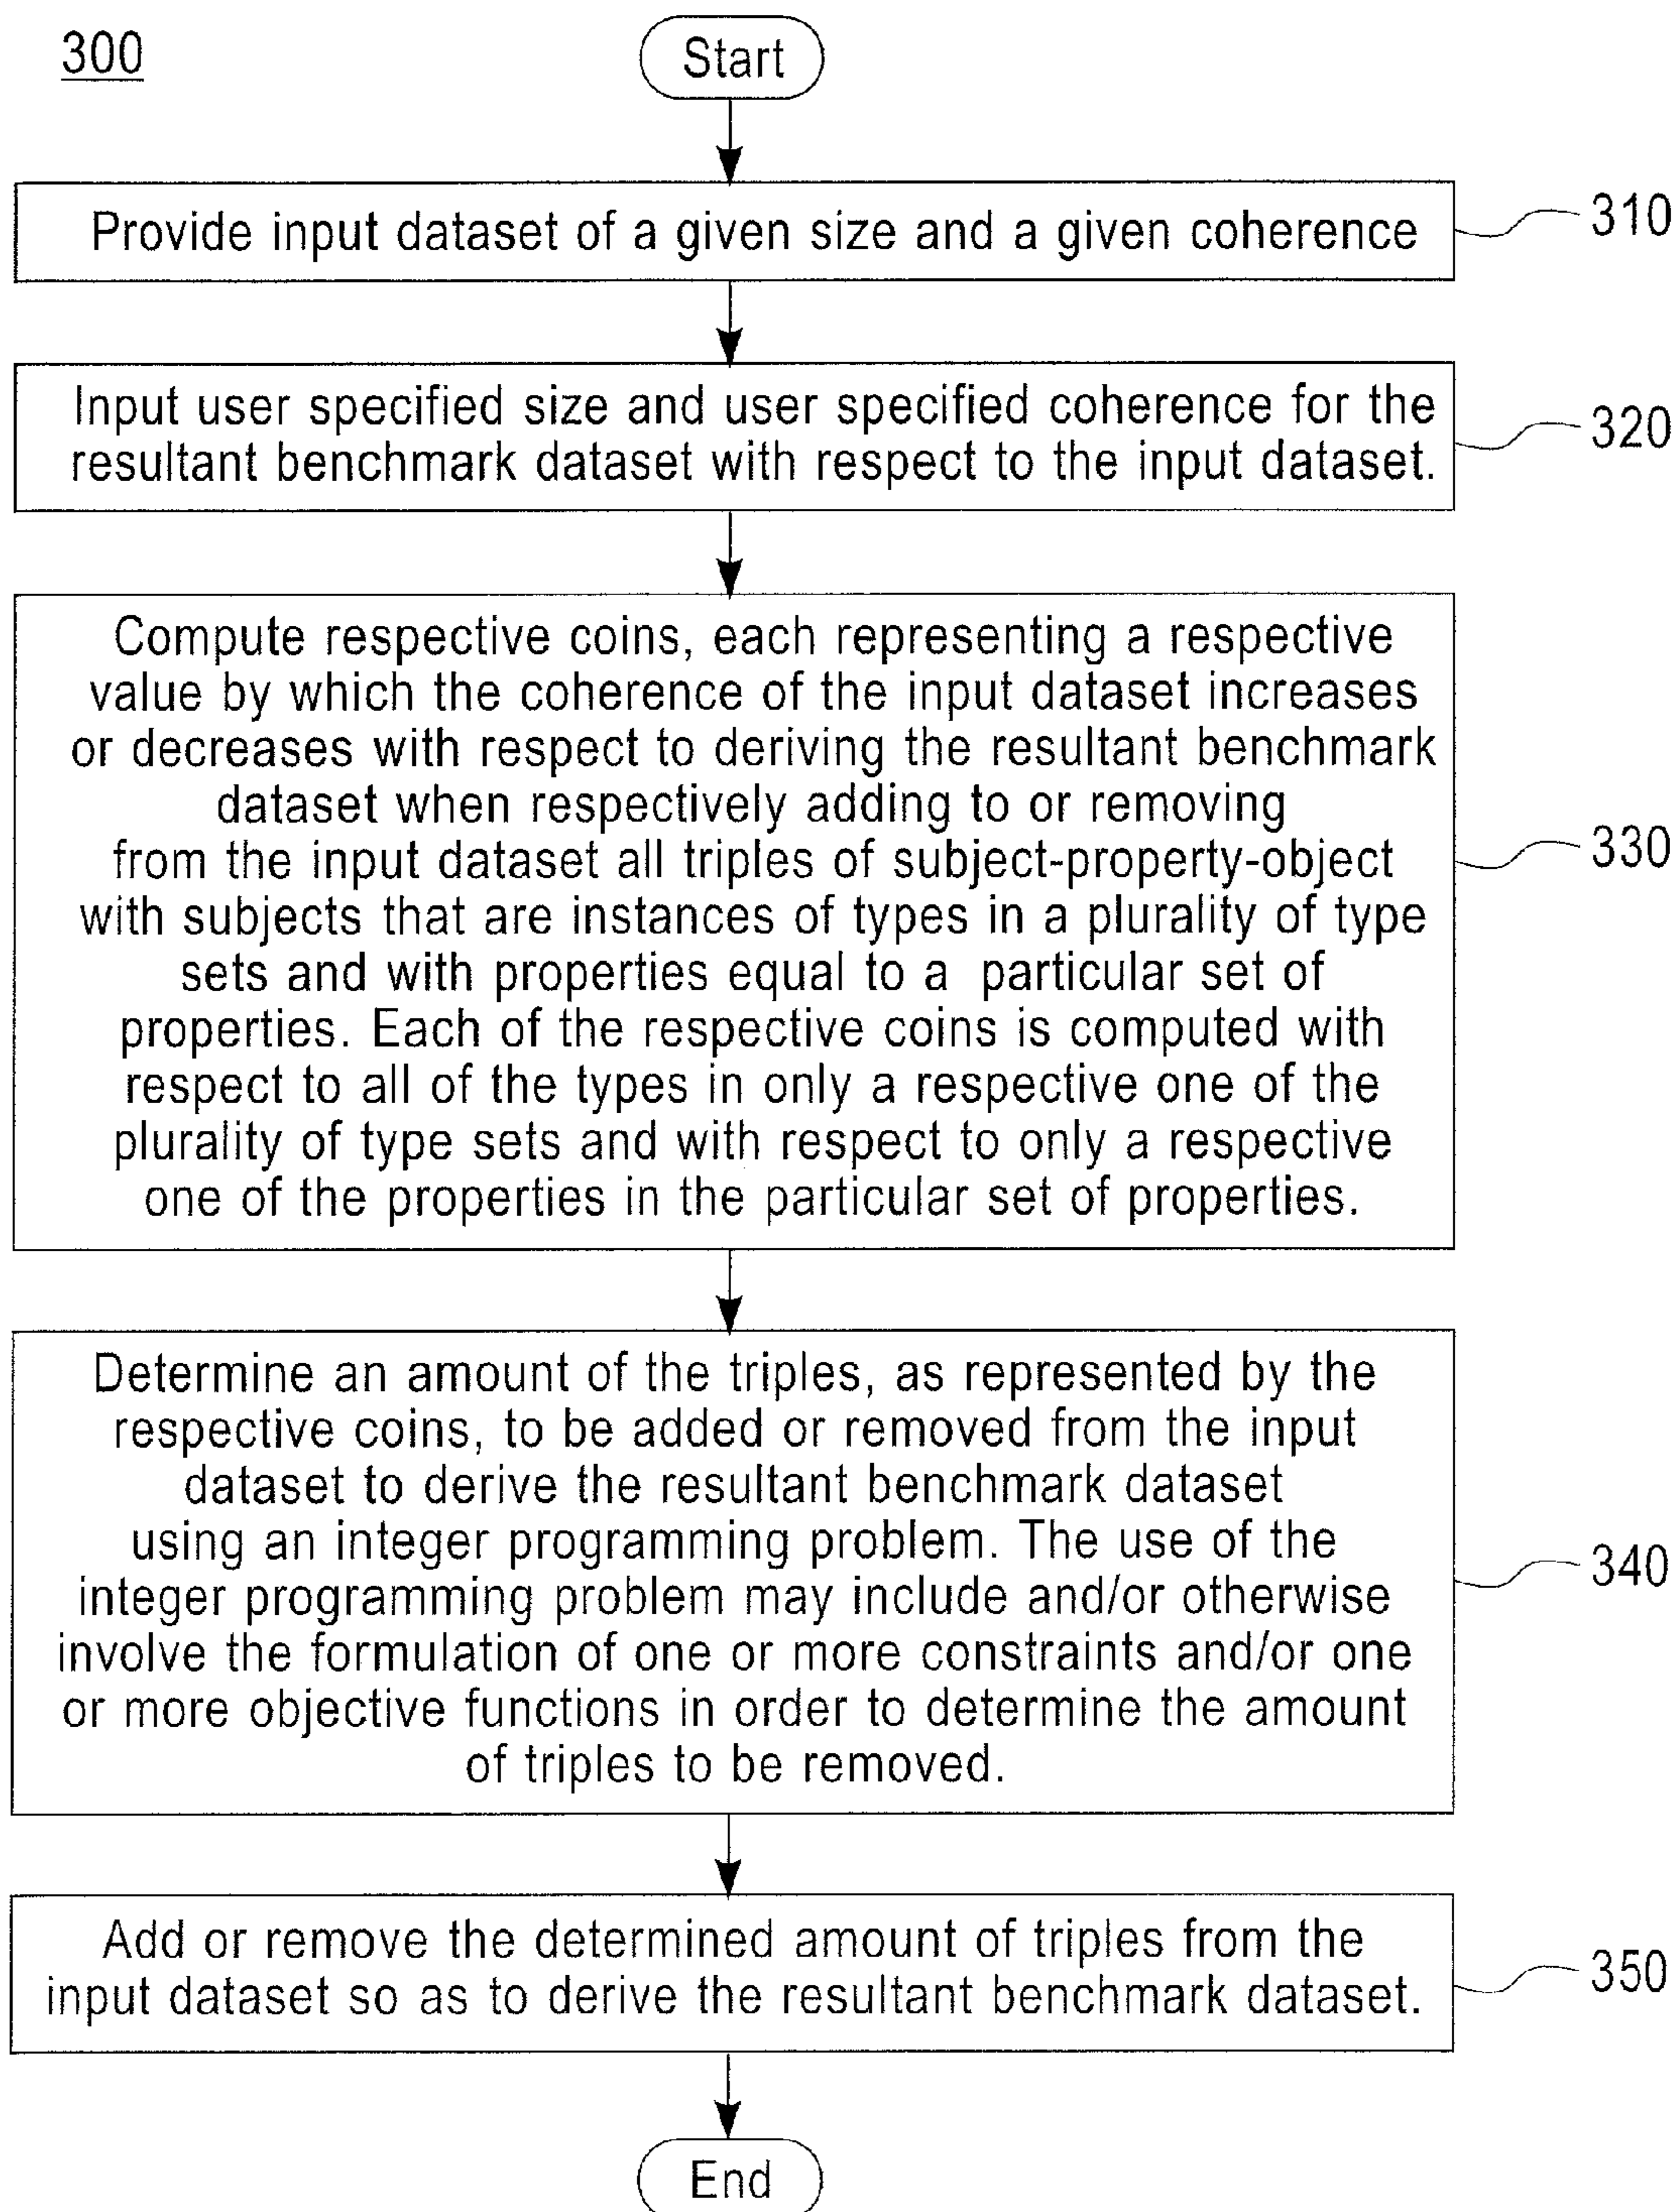 300
Start
Provide input dataset of a given size and a given coherence
310
Input user specified size and user specified coherence for the
resultant benchmark dataset with respect to the input dataset.
320
Compute respective coins, each representing a respective
value by which the coherence of the input dataset increases
or decreases with respect to deriving the resultant benchmark
dataset when respectively adding to or removing
from the input dataset all triples of subject-property-object
with subjects that are instances of types in a plurality of type
sets and with properties equal to a particular set of
properties. Each of the respective coins is computed with
respect to all of the types in only a respective one of the
plurality of type sets and with respect to only a respective
one of the properties in the particular set of properties.
330
Determine an amount of the triples, as represented by the
respective coins, to be added or removed from the input
dataset to derive the resultant benchmark dataset
using an integer programming problem. The use of the
integer programming problem may include and/or otherwise
involve the formulation of one or more constraints and/or one
or more objective functions in order to determine the amount
of triples to be removed.
340
Add or remove the determined amount of triples from the
input dataset so as to derive the resultant benchmark dataset.
350
End